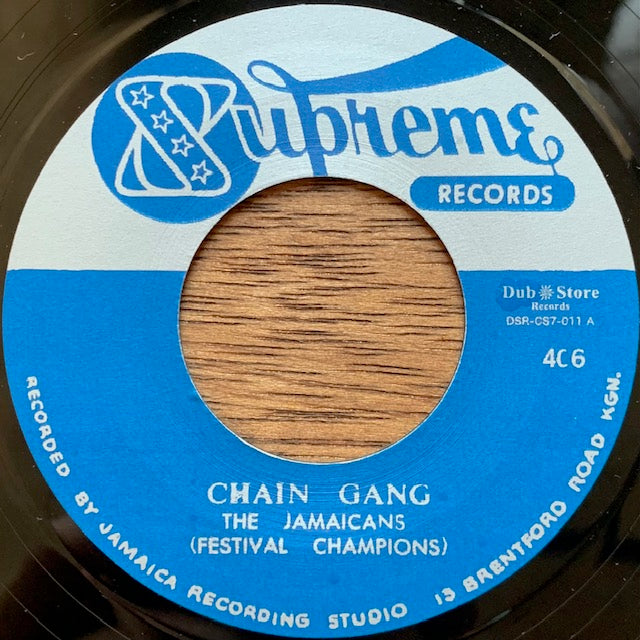 Supreme
RECORDS
Dub Store
Records
DSR-CS7-011 A
4C6
CHAIN GANG
THE JAMAICANS
(FESTIVAL CHAMPIONS)
RECORDED BY JAMAICA RECORDING STUDIO 13 BRENTFORD ROAD KGN.